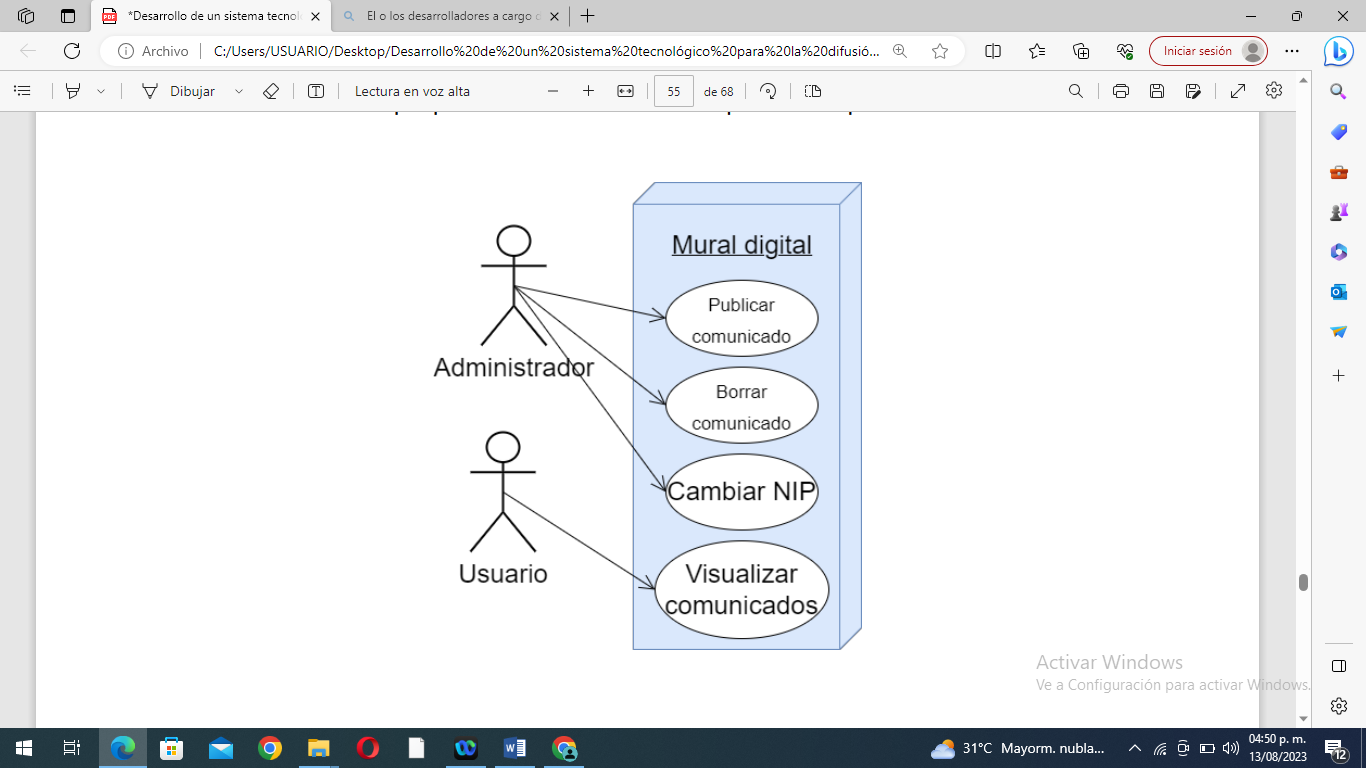 *Desarrollo de un sistema tecnol
El o los desarrolladores a cargo d
Archivo
C:/Users/USUARIO/Desktop/Desarrollo%20de%20un%20sistema%20tecnológico%20para%20la%20difusió...
Iniciar sesión
Dibujar
Lectura en voz alta
55
de 68
Mural digital
Publicar
comunicado
Administrador
Borrar
comunicado
Cambiar NIP
Usuario
Visualizar
comunicados
Activar Windows
Ve a Configuración para activar Windows.
31°C Mayorm. nubla...
04:50 p. m.
13/08/2023
12